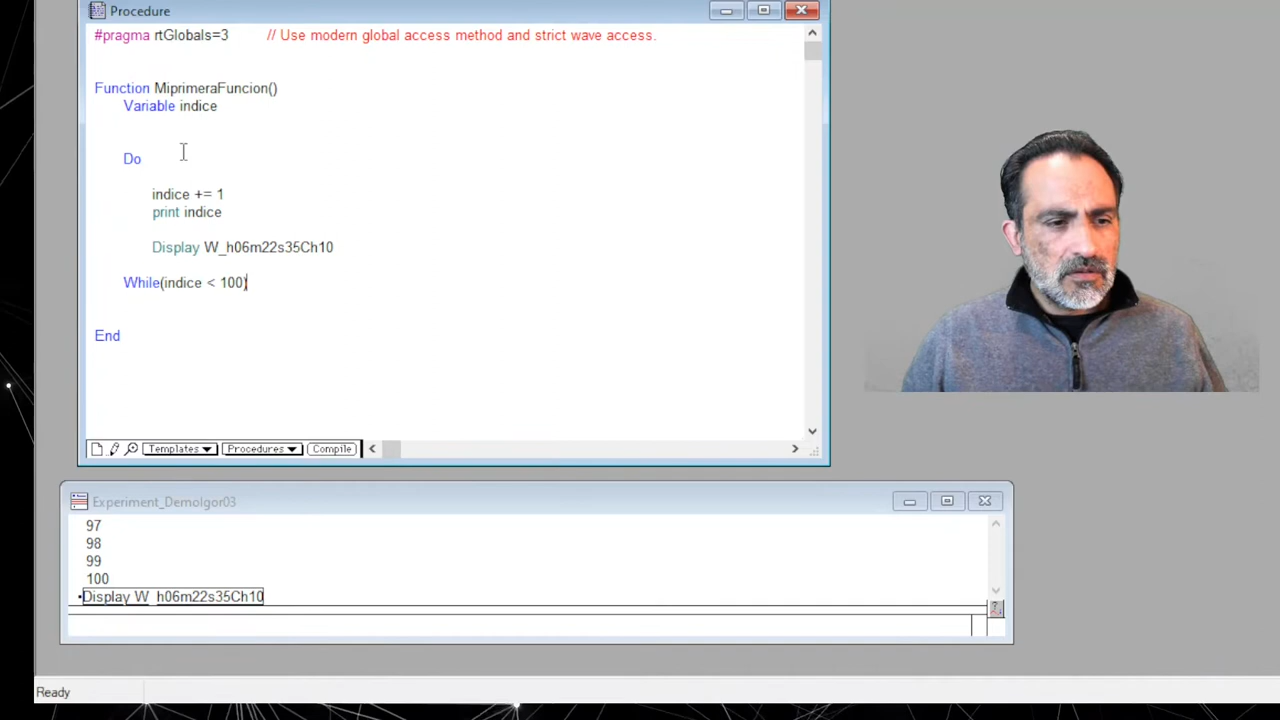 Procedure
#pragma rtGlobals=3 // Use modern global access method and strict wave access.
Function MiprimeraFuncion()
Variable indice
Do
indice += 1
print indice
Display W_h06m22s35Ch10
While(indice < 100)
End
Templates Procedures Compile
Experiment_DemoIgor03
97
98
99
100
•Display W_h06m22s35Ch10
Ready